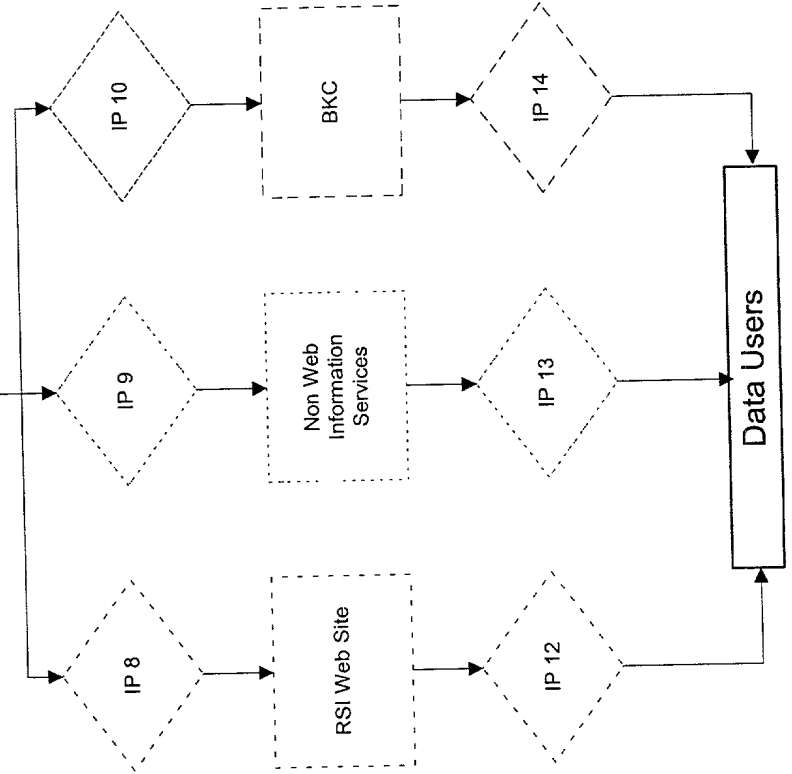 IP 8
IP 9
IP 10
RSI Web Site
Non Web
Information
Services
BKC
IP 12
IP 13
IP 14
Data Users